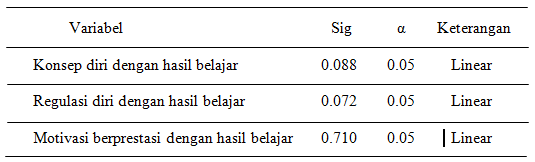 Variabel Sig α Keterangan
Konsep diri dengan hasil belajar 0.088 0.05 Linear
Regulasi diri dengan hasil belajar 0.072 0.05 Linear
Motivasi berprestasi dengan hasil belajar 0.710 0.05 Linear